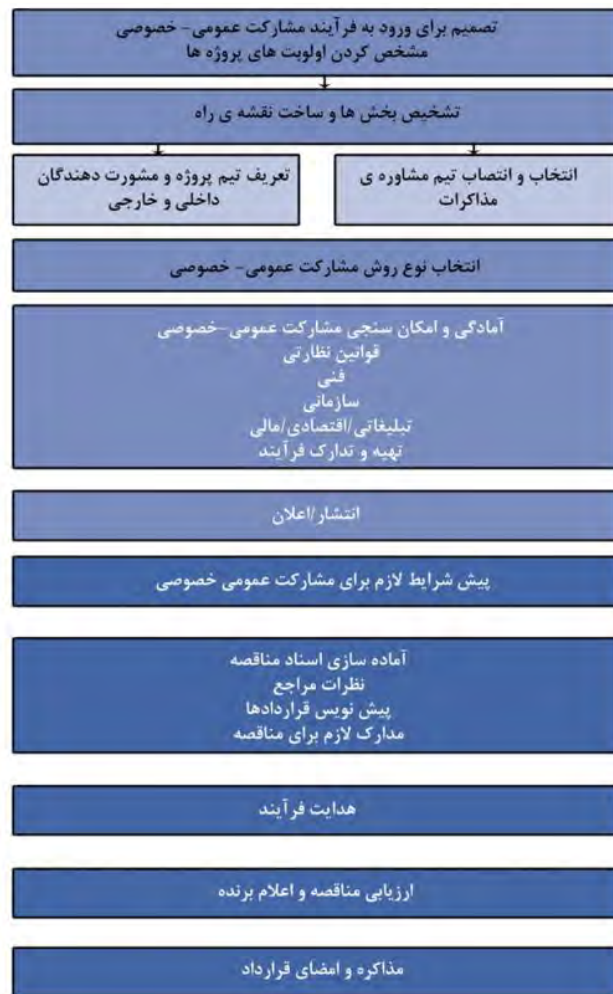 تصمیم برای ورود به فرآیند مشارکت عمومی- خصوصی
مشخص کردن اولویت های پروژه ها
تشخیص بخش ها و ساخت نقشه ی راه
انتخاب و انتصاب تیم مشاوره ی
مذاکرات
تعریف تیم پروژه و مشورت دهندگان
داخلی و خارجی
انتخاب نوع روش مشارکت عمومی- خصوصی
آمادگی و امکان سنجی مشارکت عمومی-خصوصی
قوانین نظارتی
فنی
سازمانی
تبلیغاتی/اقتصادی/مالی
تهیه و تدارک فرآیند
انتشار/اعلان
پیش شرایط لازم برای مشارکت عمومی خصوصی
آماده سازی اسناد مناقصه
نظرات مراجع
پیش نویس قراردادها
مدارک لازم برای مناقصه
هدایت فرآیند
ارزیابی مناقصه و اعلام برنده
مذاکره و امضای قرارداد